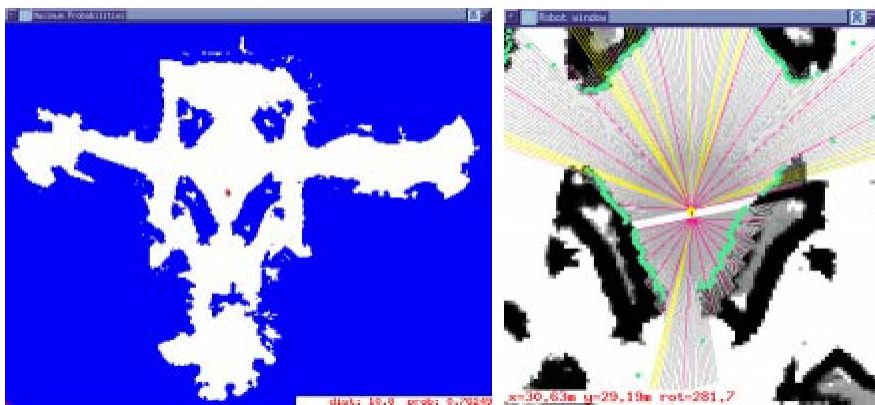 Maximum Probabilities
Robot window
dist: 10.0 prob: 0.70249
x=30,63m y=29,19m rot=281,7